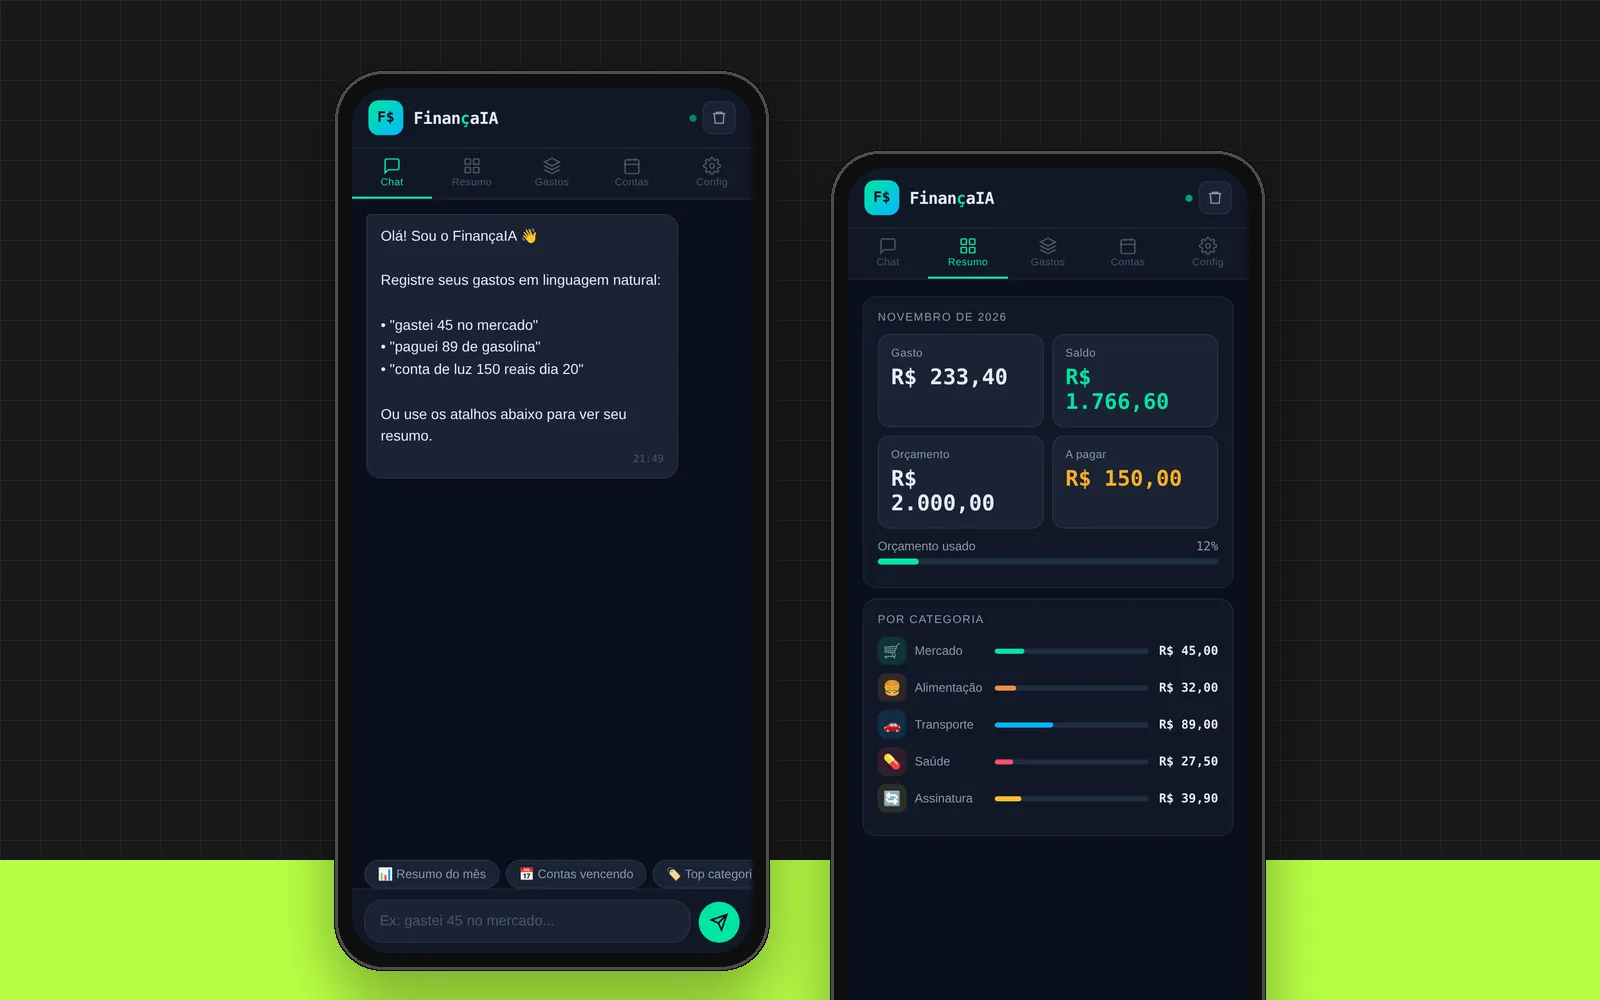 F$ FinançaIA
Chat Resumo Gastos Contas Config
Olá! Sou o FinançaIA 👋
Registre seus gastos em linguagem natural:
• "gastei 45 no mercado"
• "paguei 89 de gasolina"
• "conta de luz 150 reais dia 20"
Ou use os atalhos abaixo para ver seu
resumo.
21:49
📊 Resumo do mês 📅 Contas vencendo 🏷️ Top categori
Ex: gastei 45 no mercado...
F$ FinançaIA
Chat Resumo Gastos Contas Config
NOVEMBRO DE 2026
Gasto
R$ 233,40
Saldo
R$
1.766,60
Orçamento
R$
2.000,00
A pagar
R$ 150,00
Orçamento usado 12%
POR CATEGORIA
Mercado R$ 45,00
Alimentação R$ 32,00
Transporte R$ 89,00
Saúde R$ 27,50
Assinatura R$ 39,90